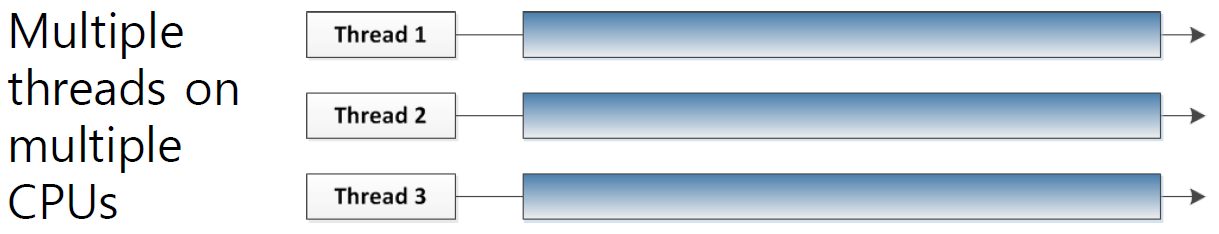 Multiple
threads on
multiple
CPUs
Thread 1
Thread 2
Thread 3